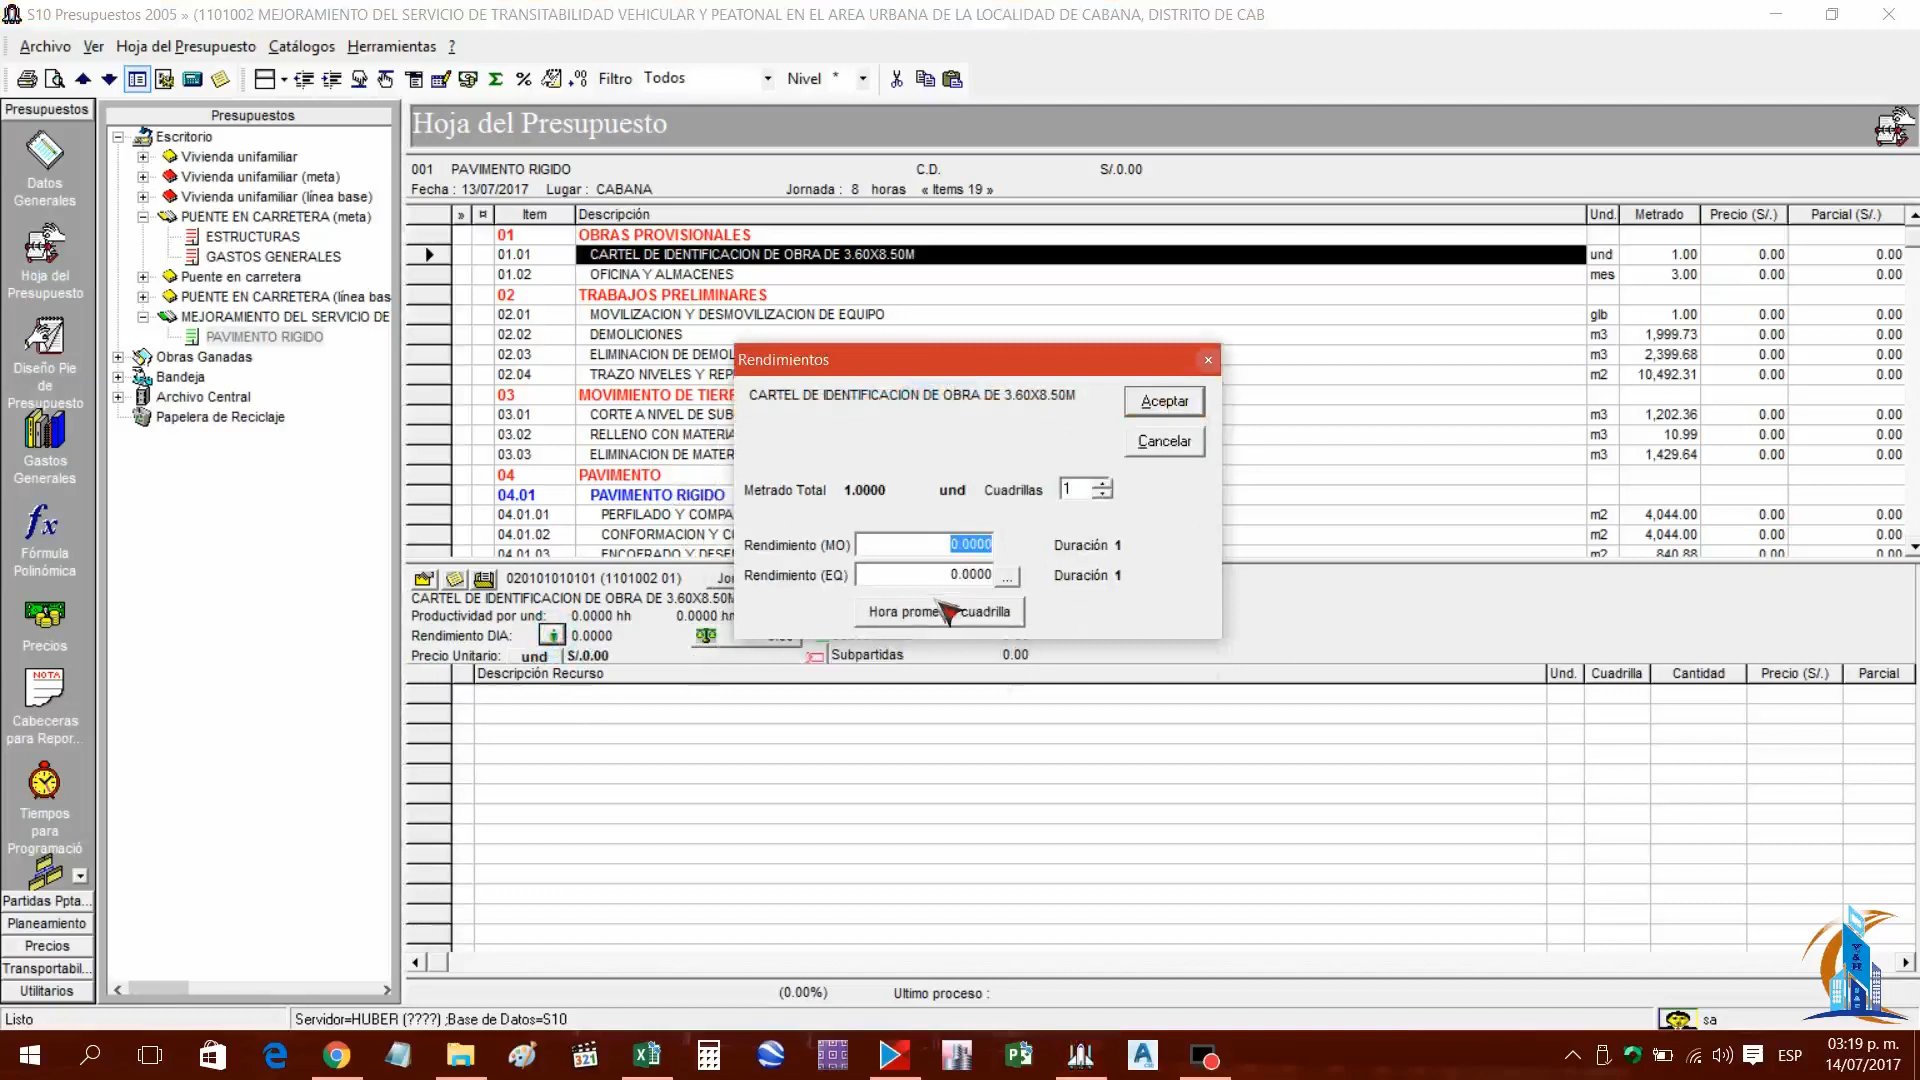 S10 Presupuestos 2005 » (1101002 MEJORAMIENTO DEL SERVICIO DE TRANSITABILIDAD VEHICULAR Y PEATONAL EN EL AREA URBANA DE LA LOCALIDAD DE CABANA, DISTRITO DE CAB
Archivo Ver Hoja del Presupuesto Catálogos Herramientas ?
Filtro Todos Nivel *
Presupuestos
Datos Generales
Hoja del Presupuesto
Diseño Pie de Presupuesto
Gastos Generales
Fórmula Polinómica
Precios
NOTA
Cabeceras para Repor...
Tiempos para Programació
Partidas Ppta...
Planeamiento
Precios
Transportabil...
Utilitarios
Presupuestos
Escritorio
Vivienda unifamiliar
Vivienda unifamiliar (meta)
Vivienda unifamiliar (línea base)
PUENTE EN CARRETERA (meta)
ESTRUCTURAS
GASTOS GENERALES
Puente en carretera
PUENTE EN CARRETERA (línea bas
MEJORAMIENTO DEL SERVICIO DE
PAVIMENTO RIGIDO
Obras Ganadas
Bandeja
Archivo Central
Papelera de Reciclaje
Hoja del Presupuesto
001 PAVIMENTO RIGIDO C.D. S/.0.00
Fecha : 13/07/2017 Lugar : CABANA Jornada : 8 horas « Items 19 »
» ¤ Item Descripción Und. Metrado Precio (S/.) Parcial (S/.)
01 OBRAS PROVISIONALES
01.01 CARTEL DE IDENTIFICACION DE OBRA DE 3.60X8.50M und 1.00 0.00 0.00
01.02 OFICINA Y ALMACENES mes 3.00 0.00 0.00
02 TRABAJOS PRELIMINARES
02.01 MOVILIZACION Y DESMOVILIZACION DE EQUIPO glb 1.00 0.00 0.00
02.02 DEMOLICIONES m3 1,999.73 0.00 0.00
02.03 ELIMINACION DE DEMOL m3 2,399.68 0.00 0.00
02.04 TRAZO NIVELES Y REP m2 10,492.31 0.00 0.00
03 MOVIMIENTO DE TIERR
03.01 CORTE A NIVEL DE SUB m3 1,202.36 0.00 0.00
03.02 RELLENO CON MATERIA m3 10.99 0.00 0.00
03.03 ELIMINACION DE MATER m3 1,429.64 0.00 0.00
04 PAVIMENTO
04.01 PAVIMENTO RIGIDO
04.01.01 PERFILADO Y COMPA m2 4,044.00 0.00 0.00
04.01.02 CONFORMACION Y C m2 4,044.00 0.00 0.00
04.01.03 ENCOFRADO Y DESE m2 840.88 0.00 0.00
Rendimientos ×
CARTEL DE IDENTIFICACION DE OBRA DE 3.60X8.50M
Aceptar
Cancelar
Metrado Total 1.0000 und Cuadrillas 1
Rendimiento (MO) 0.0000 Duración 1
Rendimiento (EQ) 0.0000 ... Duración 1
Hora prome cuadrilla
020101010101 (1101002 01) Jor
CARTEL DE IDENTIFICACION DE OBRA DE 3.60X8.50M
Productividad por und: 0.0000 hh 0.0000 hm
Rendimiento DIA: 0.0000
Precio Unitario: und S/.0.00 Subpartidas 0.00
Descripción Recurso Und. Cuadrilla Cantidad Precio (S/.) Parcial
(0.00%) Ultimo proceso :
Listo Servidor=HUBER (????) ;Base de Datos=S10 sa
ESP 03:19 p. m.
14/07/2017